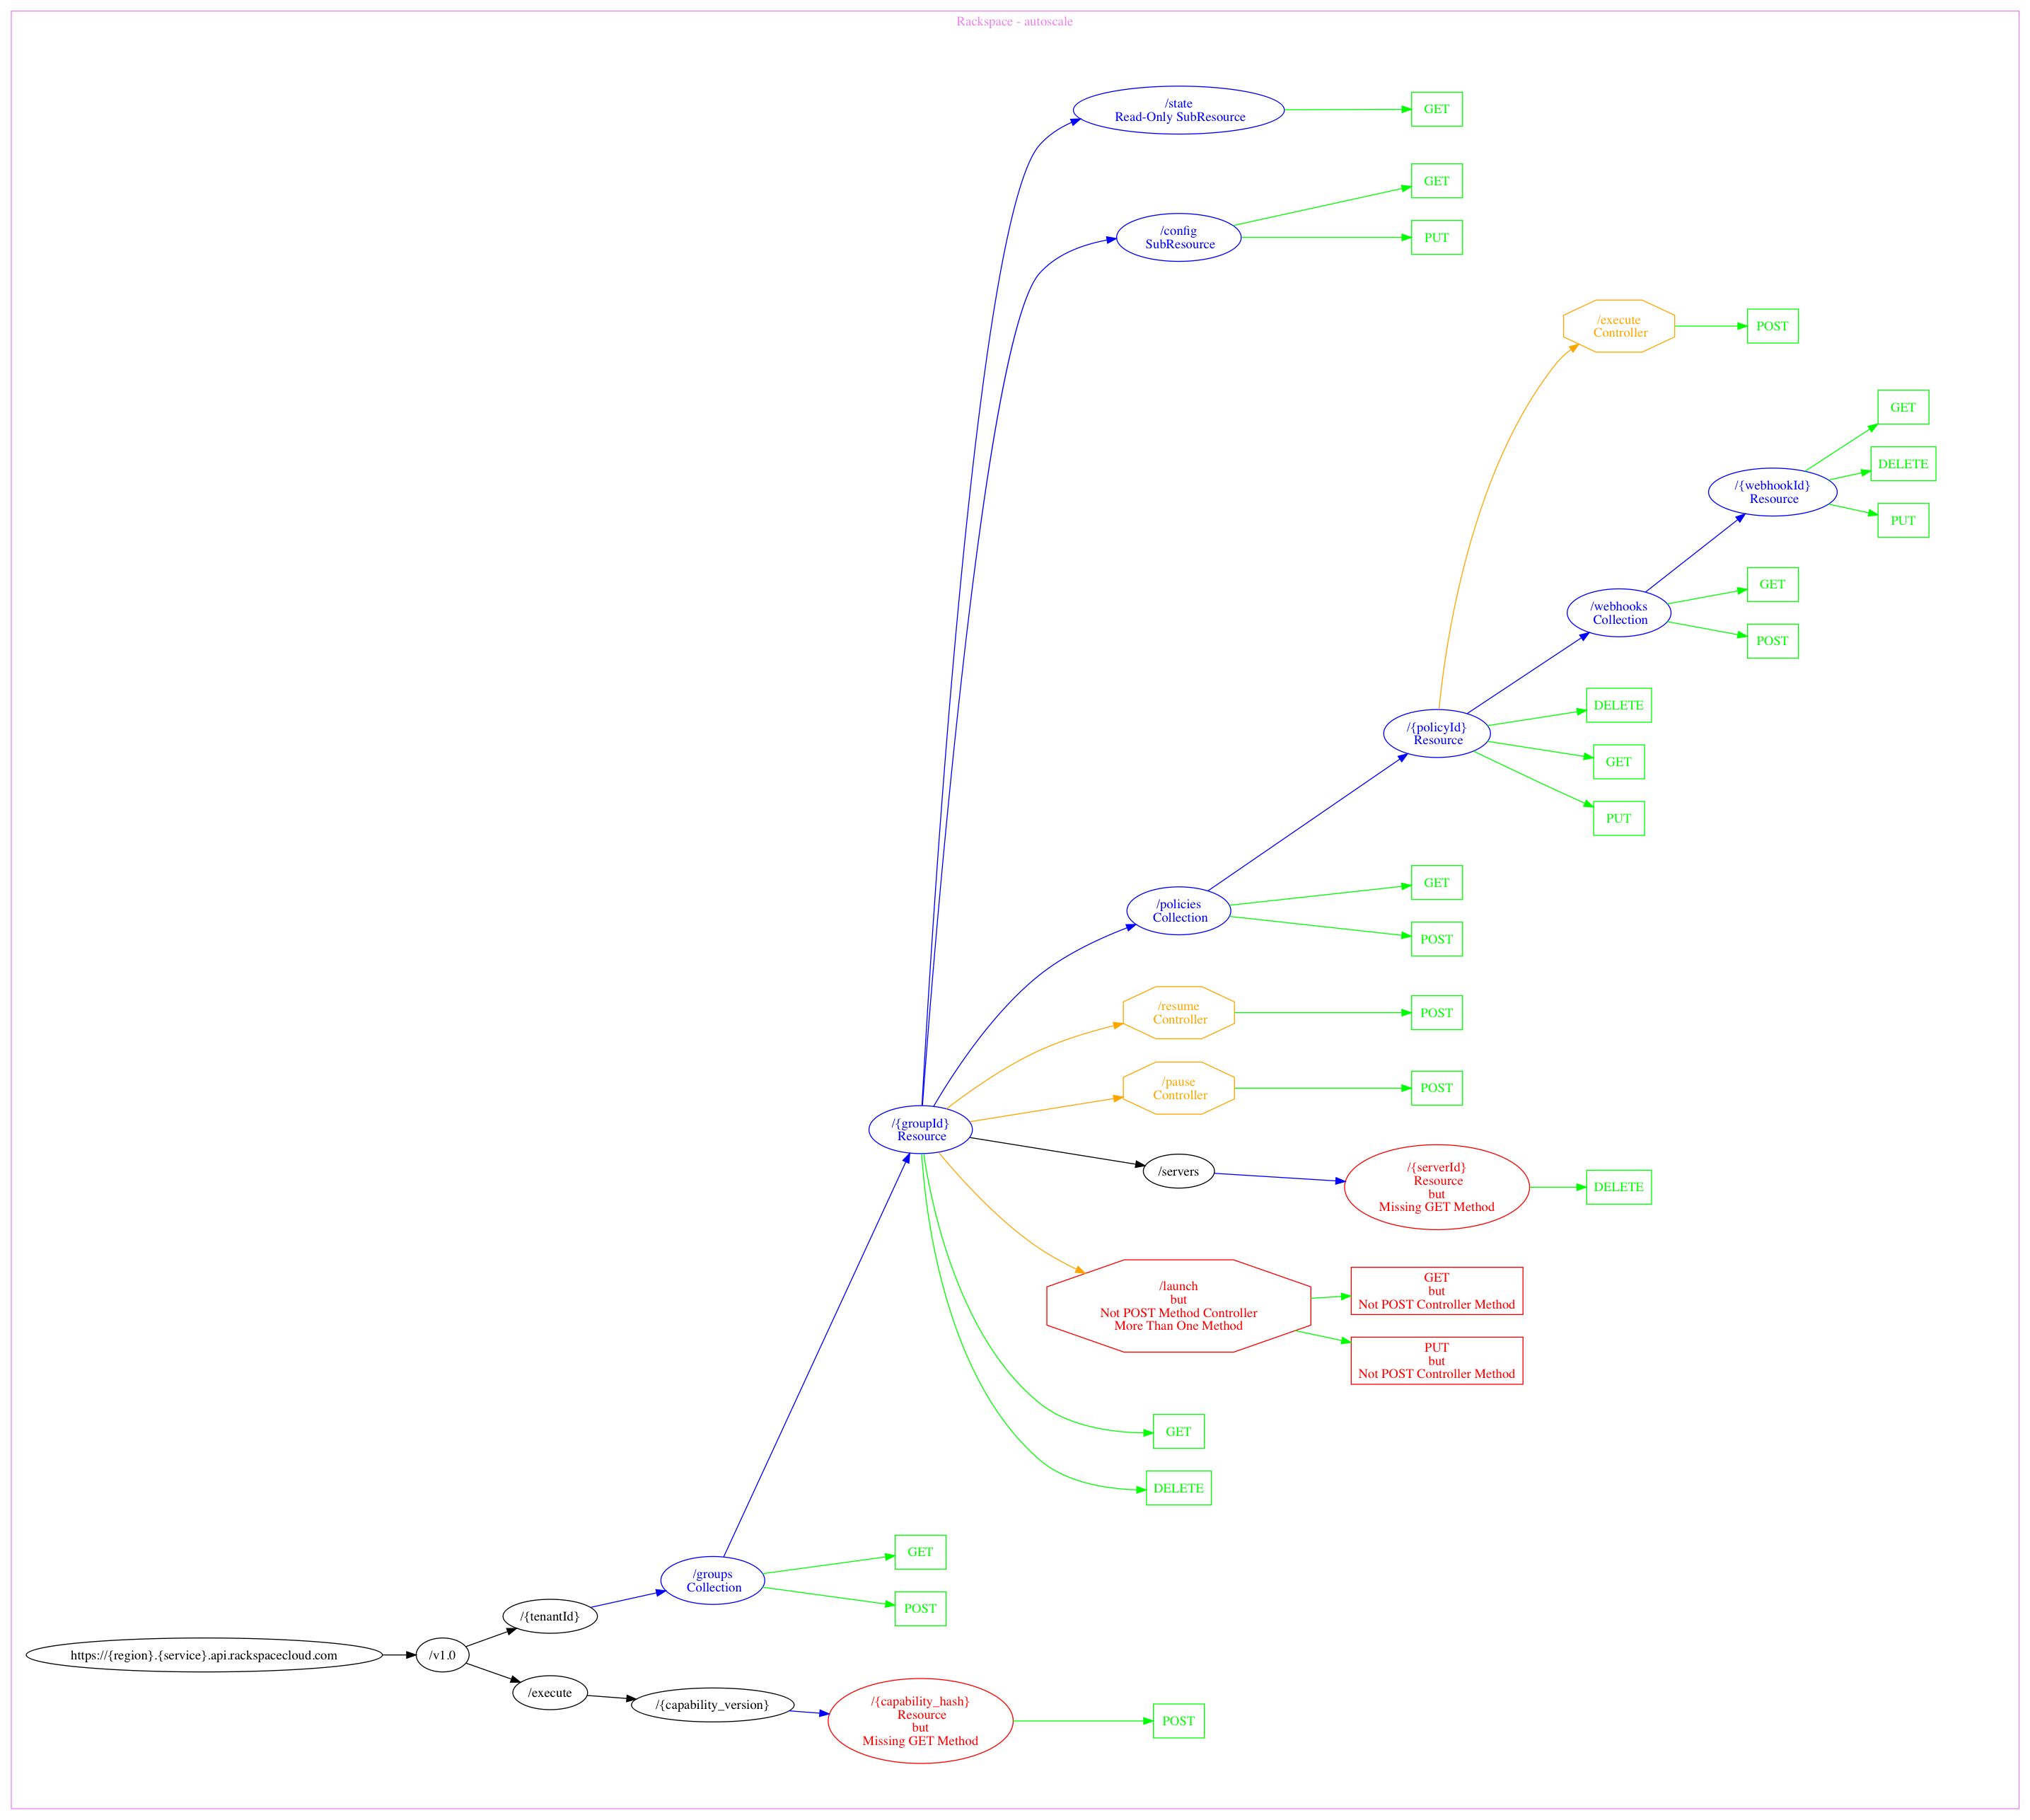 Rackspace - autoscale
/state
Read-Only SubResource
GET
/config
SubResource
GET
PUT
/execute
Controller
POST
/{webhookId}
Resource
GET
DELETE
PUT
/webhooks
Collection
GET
POST
/{policyId}
Resource
DELETE
GET
PUT
/policies
Collection
GET
POST
/resume
Controller
POST
/pause
Controller
POST
/{groupId}
Resource
/servers
/{serverId}
Resource
but
Missing GET Method
DELETE
/launch
but
Not POST Method Controller
More Than One Method
GET
but
Not POST Controller Method
PUT
but
Not POST Controller Method
GET
DELETE
/groups
Collection
GET
POST
/{tenantId}
https://{region}.{service}.api.rackspacecloud.com
/v1.0
/execute
/{capability_version}
/{capability_hash}
Resource
but
Missing GET Method
POST